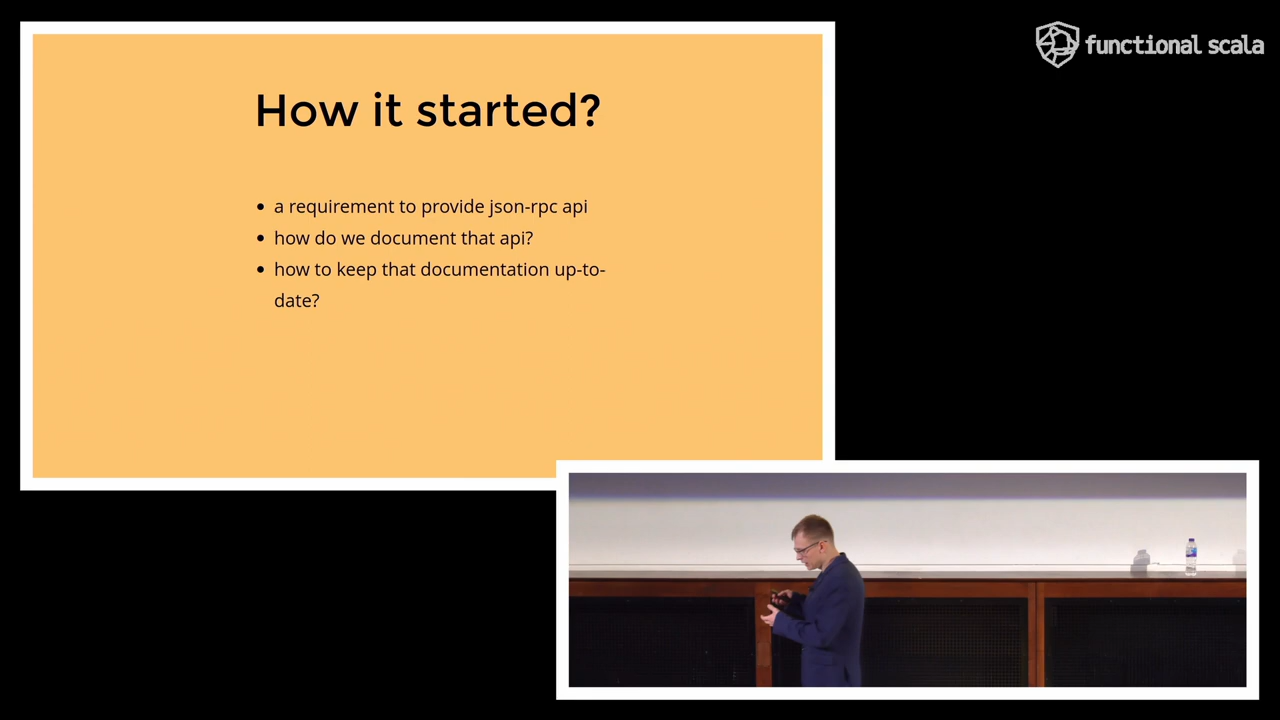 functional scala
How it started?
a requirement to provide json-rpc api
how do we document that api?
how to keep that documentation up-to-
date?